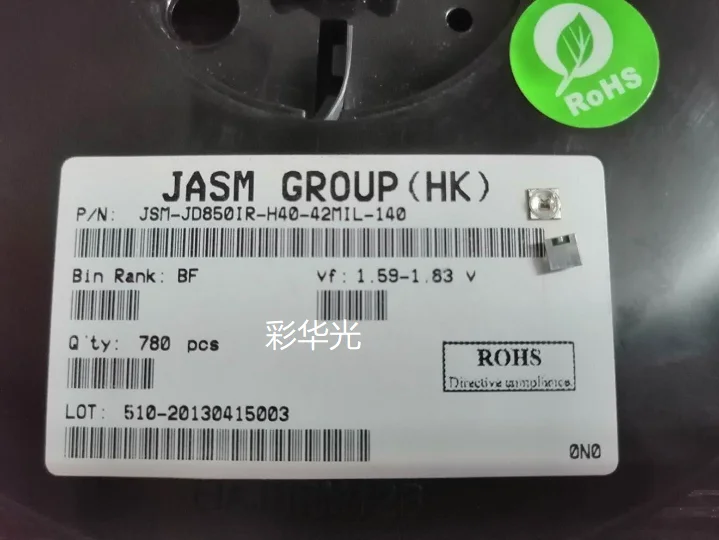 RoHS
JASM GROUP(HK)
P/N: JSM-JD850IR-H40-42MIL-140
Bin Rank: BF
Vf: 1.59-1.83 v
Q'ty: 780 pcs
彩华光
ROHS
Directive compliance.
LOT: 510-20130415003
0N0